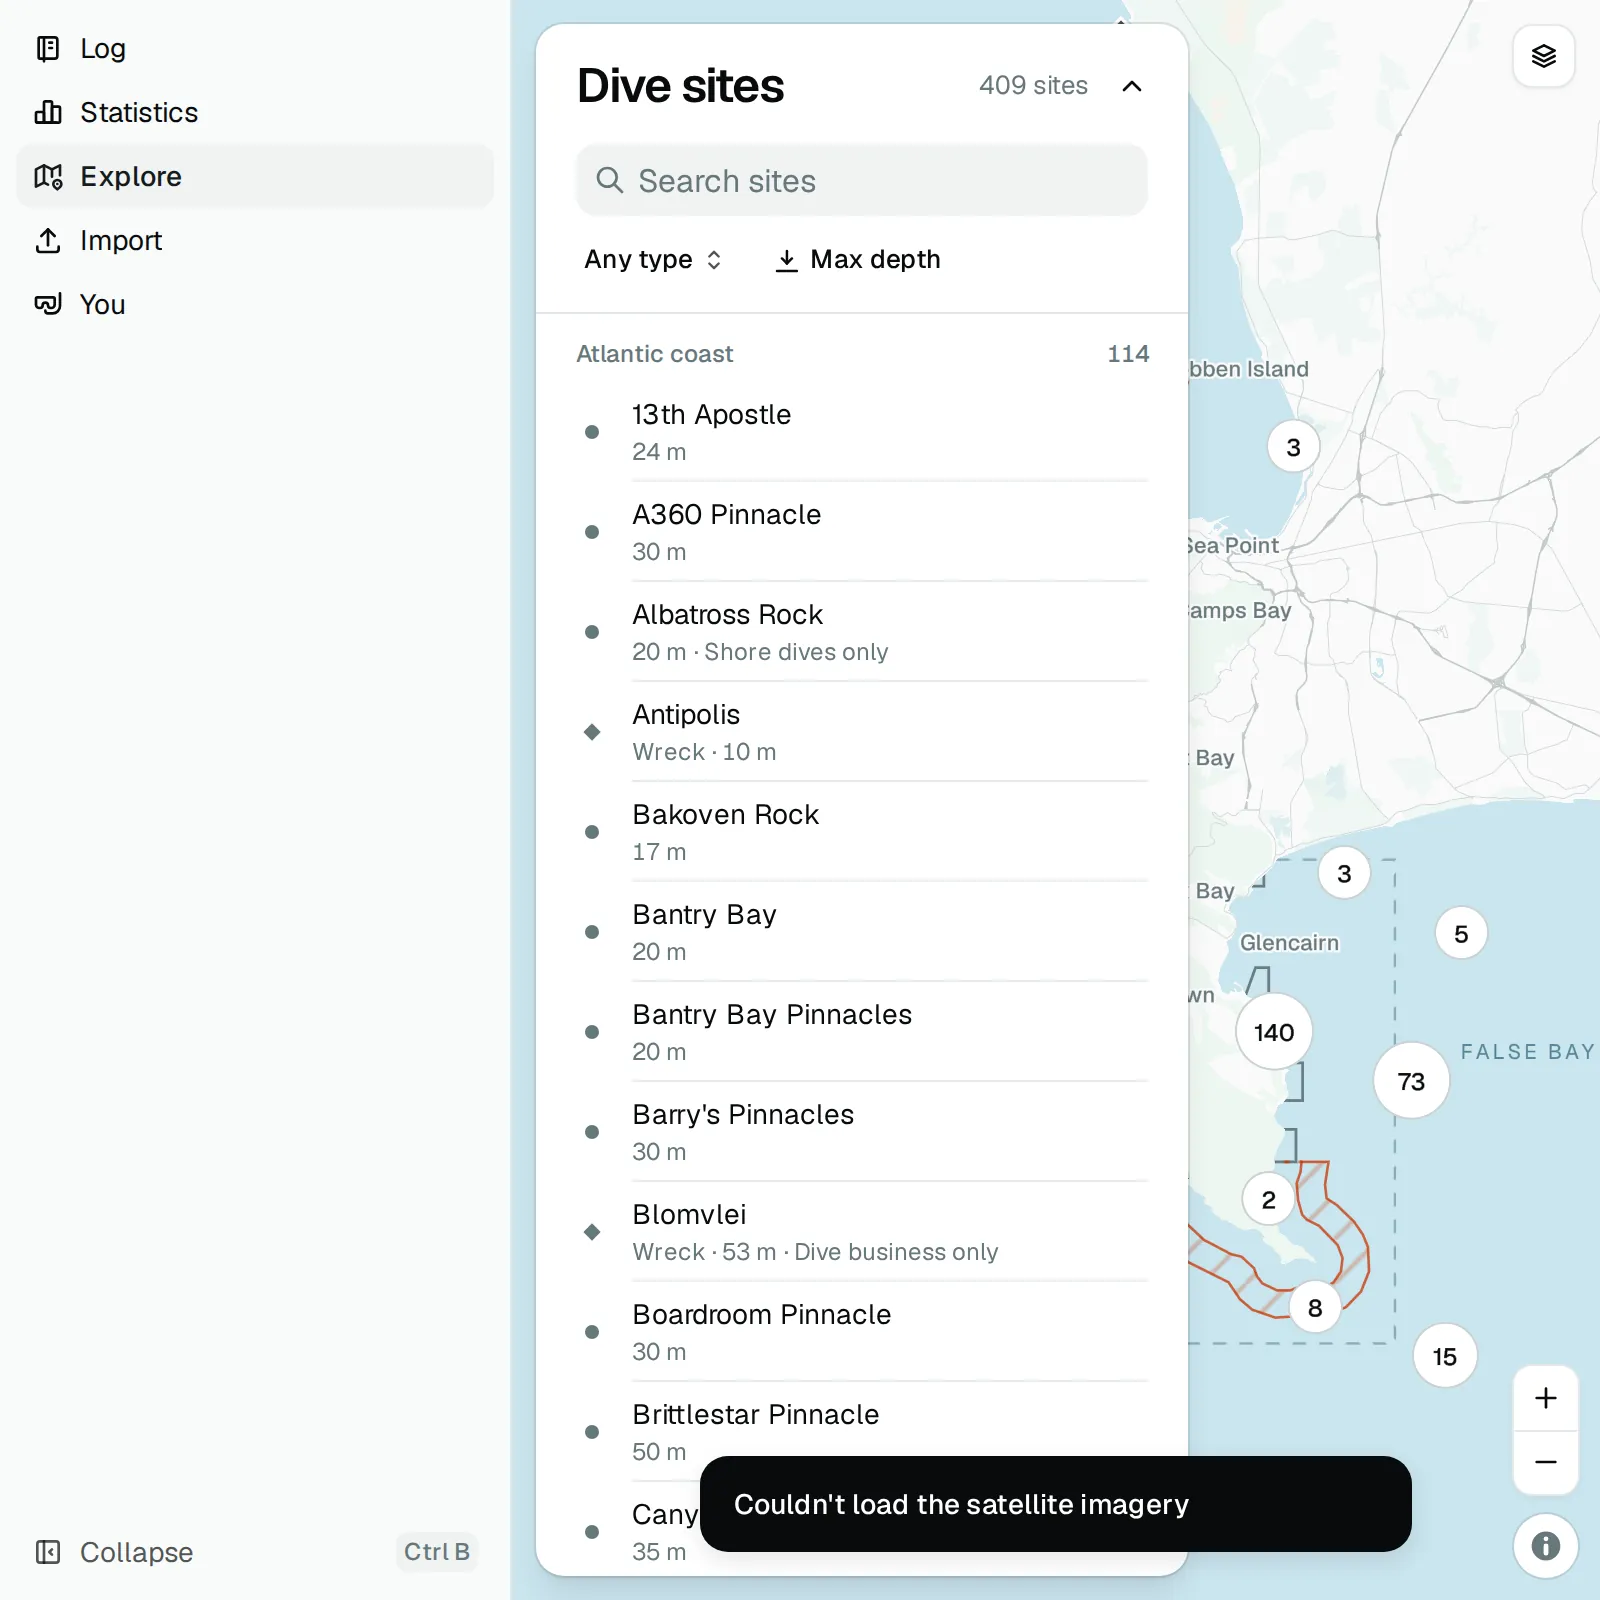 Log
Statistics
Explore
Import
You
Collapse
Ctrl B
Dive sites
409 sites
Search sites
Any type
Max depth
Atlantic coast
114
13th Apostle
24 m
A360 Pinnacle
30 m
Albatross Rock
20 m · Shore dives only
Antipolis
Wreck · 10 m
Bakoven Rock
17 m
Bantry Bay
20 m
Bantry Bay Pinnacles
20 m
Barry's Pinnacles
30 m
Blomvlei
Wreck · 53 m · Dive business only
Boardroom Pinnacle
30 m
Brittlestar Pinnacle
50 m
Cany
35 m
Couldn't load the satellite imagery
bben Island
3
Sea Point
amps Bay
Bay
3
Bay
5
Glencairn
wn
140
FALSE BAY
73
2
8
15